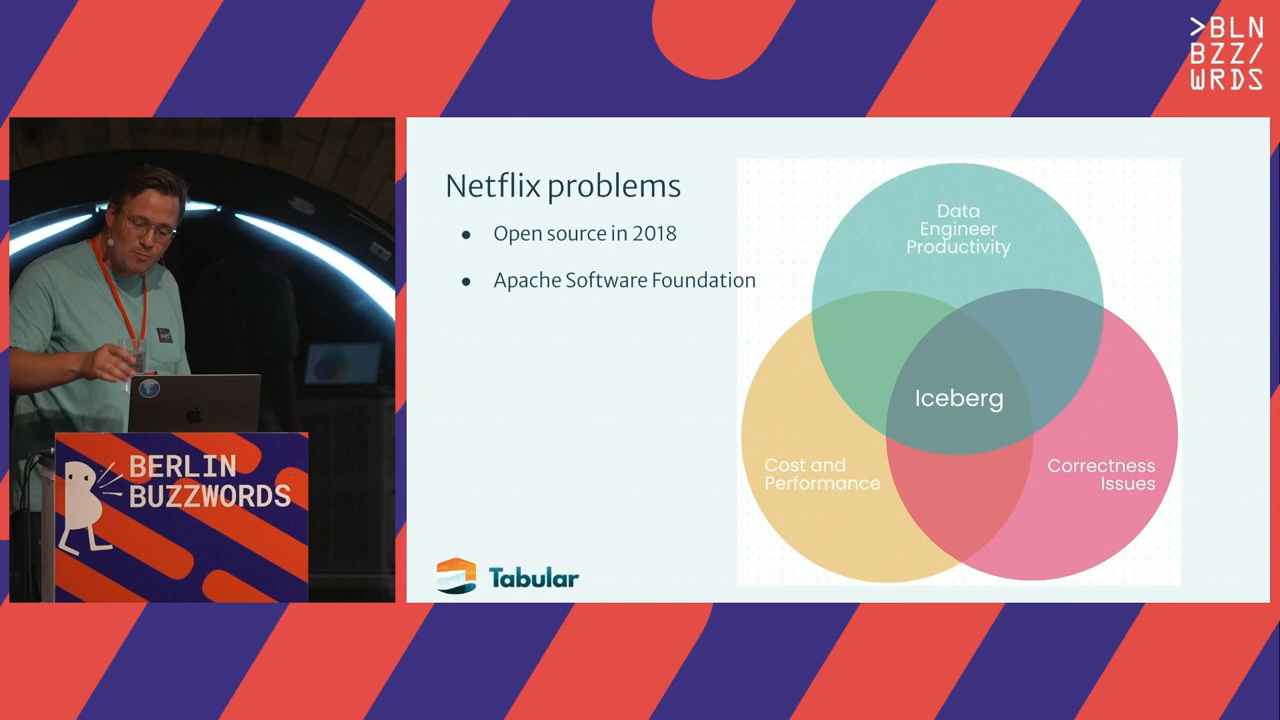 >BLN
BZZ/
WRDS
BERLIN
BUZZWORDS
Netflix problems
● Open source in 2018
● Apache Software Foundation
Data
Engineer
Productivity
Iceberg
Cost and
Performance
Correctness
Issues
Tabular